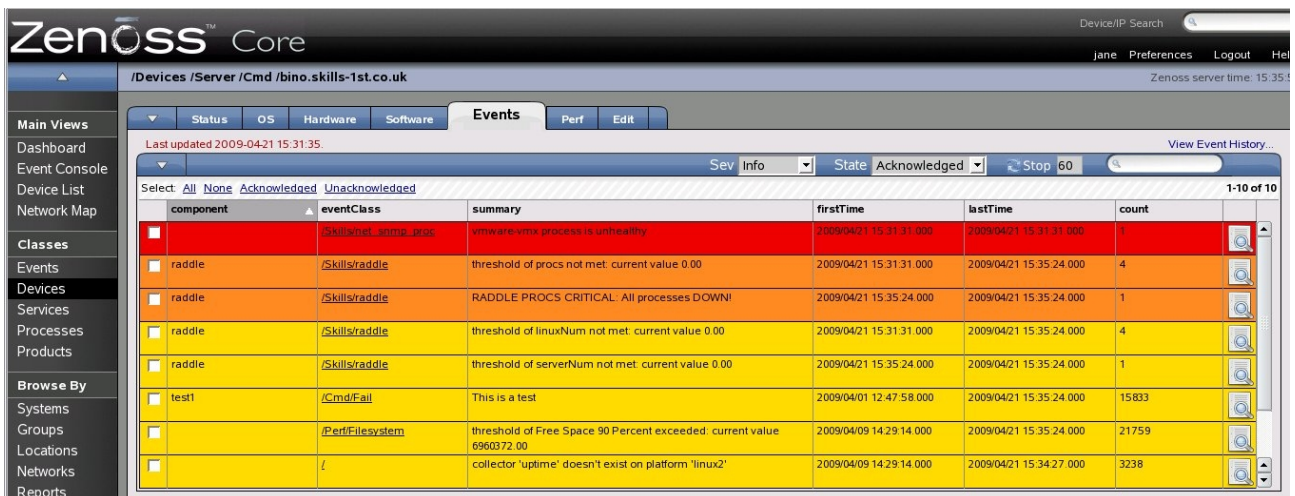 Zenoss™ Core
Device/IP Search
jane Preferences Logout Hel
/Devices /Server /Cmd /bino.skills-1st.co.uk
Zenoss server time: 15:35:5
Main Views
Dashboard
Event Console
Device List
Network Map
Classes
Events
Devices
Services
Processes
Products
Browse By
Systems
Groups
Locations
Networks
Reports
Status OS Hardware Software Events Perf Edit
Last updated 2009-04-21 15:31:35.
View Event History...
Sev Info State Acknowledged Stop 60
Select: All None Acknowledged Unacknowledged
1-10 of 10
component eventClass summary firstTime lastTime count
/Skills/net_snmp_proc vmware-vmx process is unhealthy 2009/04/21 15:31:31.000 2009/04/21 15:31:31.000 1
raddle /Skills/raddle threshold of procs not met: current value 0.00 2009/04/21 15:31:31.000 2009/04/21 15:35:24.000 4
raddle /Skills/raddle RADDLE PROCS CRITICAL: All processes DOWN! 2009/04/21 15:35:24.000 2009/04/21 15:35:24.000 1
raddle /Skills/raddle threshold of linuxNum not met: current value 0.00 2009/04/21 15:31:31.000 2009/04/21 15:35:24.000 4
raddle /Skills/raddle threshold of serverNum not met: current value 0.00 2009/04/21 15:35:24.000 2009/04/21 15:35:24.000 1
test1 /Cmd/Fail This is a test 2009/04/01 12:47:58.000 2009/04/21 15:35:24.000 15833
/Perf/Filesystem threshold of Free Space 90 Percent exceeded: current value 2009/04/09 14:29:14.000 2009/04/21 15:35:24.000 21759
6960372.00
/ collector 'uptime' doesn't exist on platform 'linux2' 2009/04/09 14:29:14.000 2009/04/21 15:34:27.000 3238